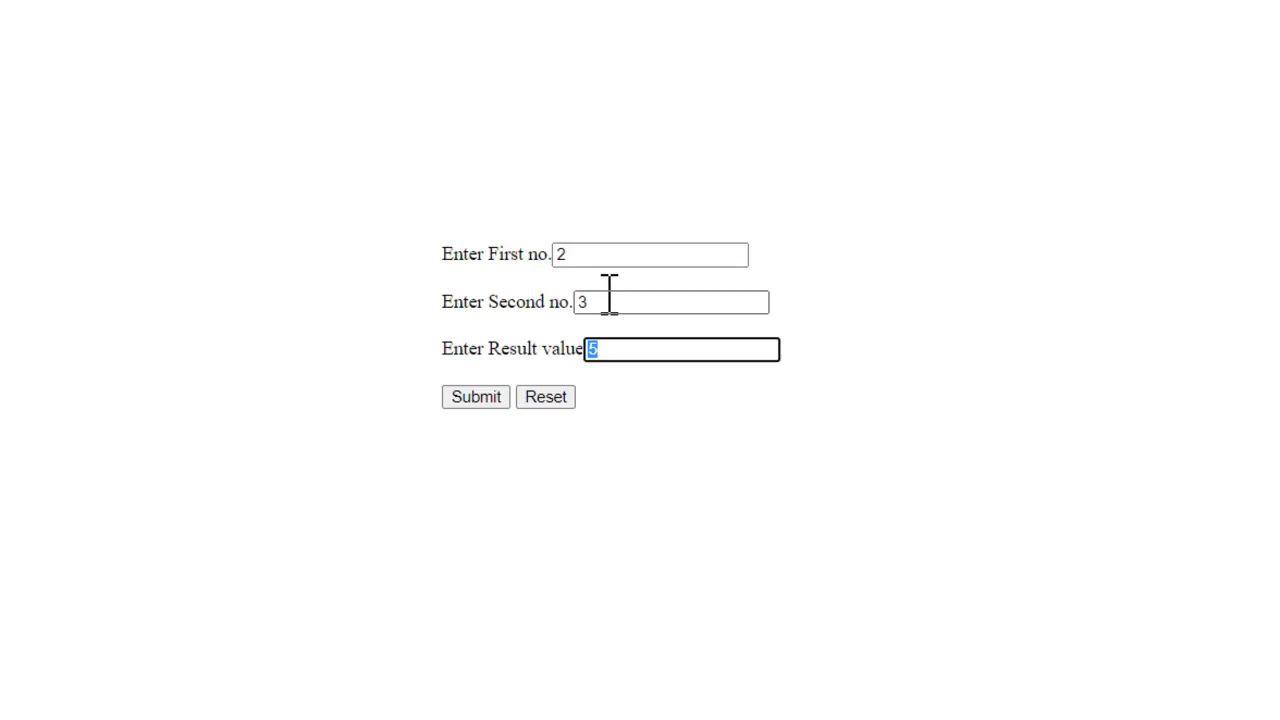 Enter First no. 2
Enter Second no. 3
Enter Result value 5
Submit Reset